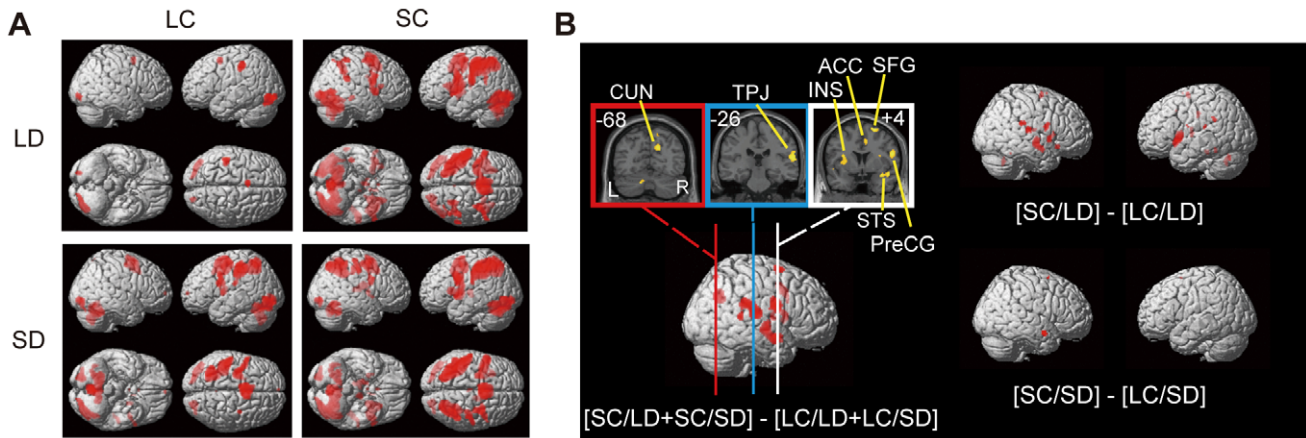 A
LC
SC
LD
SD
B
CUN
TPJ
INS
ACC
SFG
-68
-26
+4
L
R
STS
PreCG
[SC/LD+SC/SD] - [LC/LD+LC/SD]
[SC/LD] - [LC/LD]
[SC/SD] - [LC/SD]